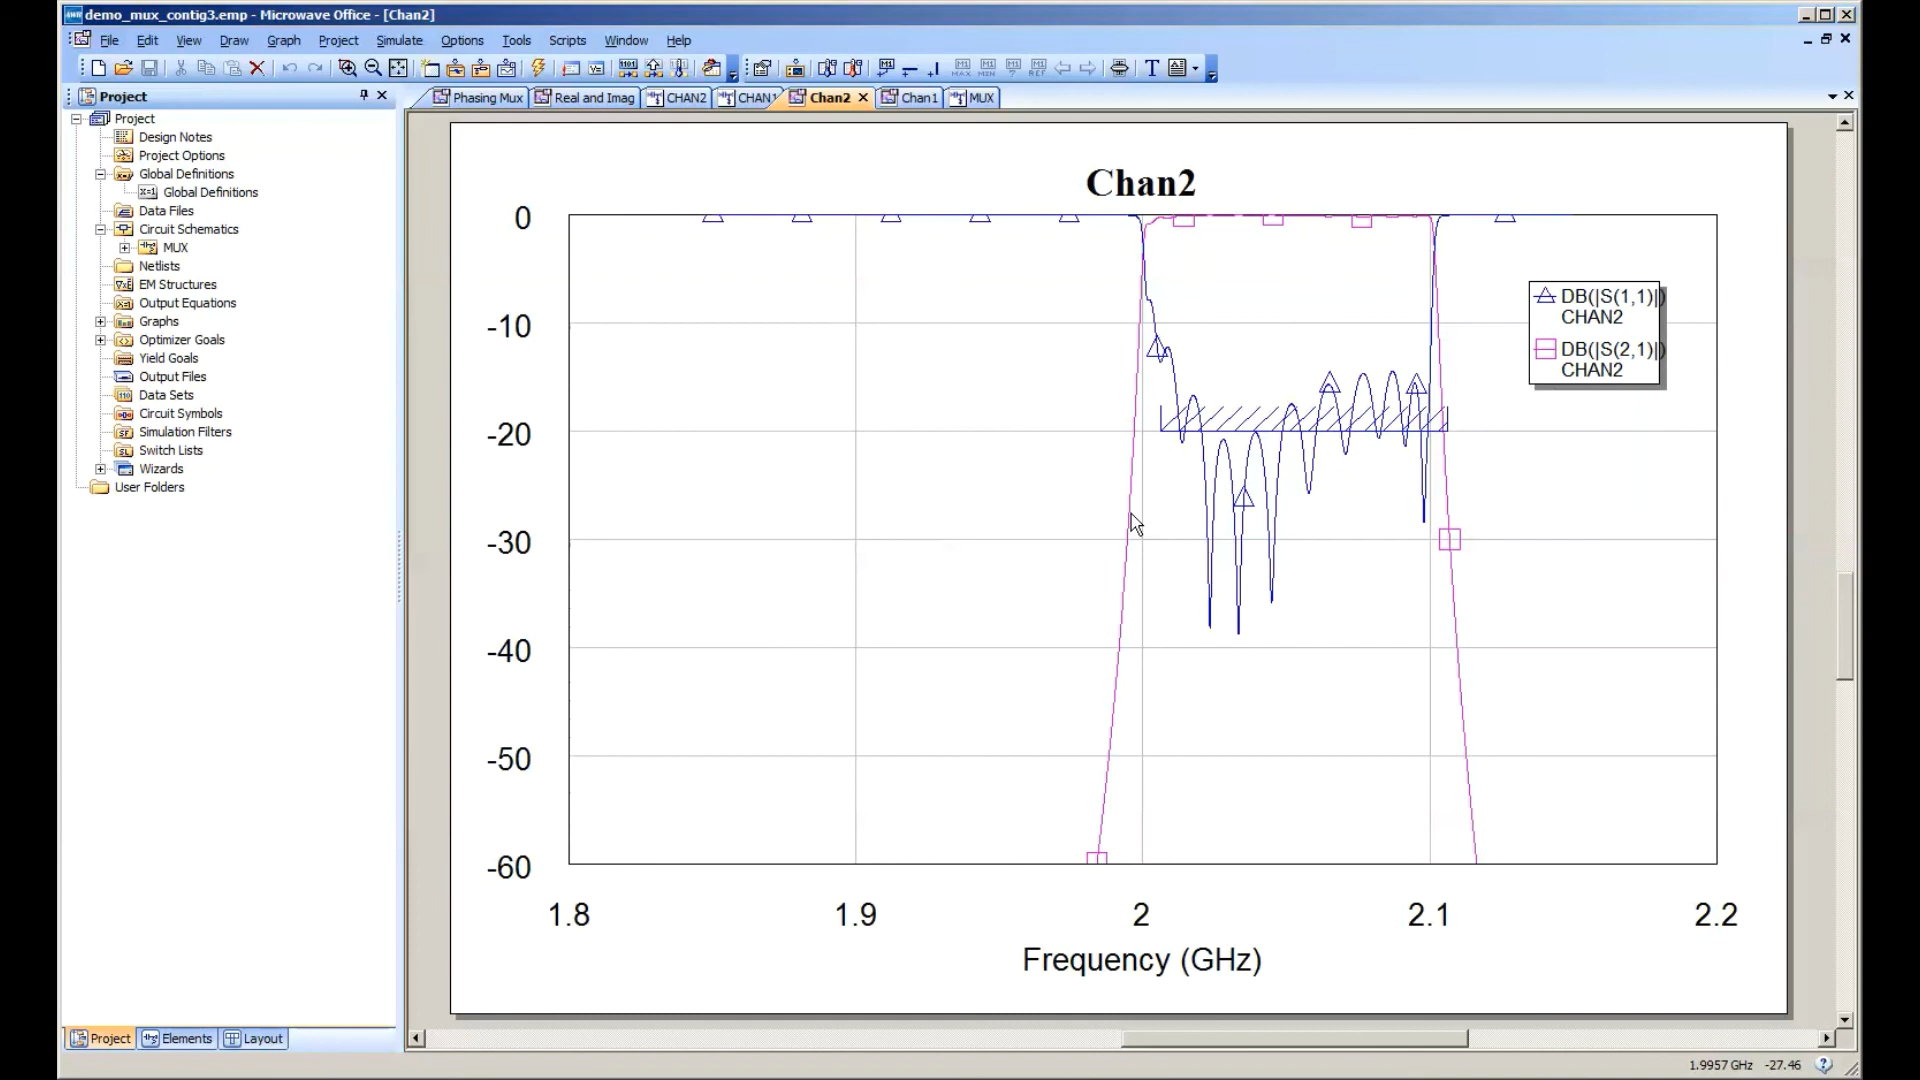 demo_mux_contig3.emp - Microwave Office - [Chan2]
File Edit View Draw Graph Project Simulate Options Tools Scripts Window Help
Project
Phasing Mux Real and Imag CHAN2 CHAN1 Chan2 Chan1 MUX
Project
Design Notes
Project Options
Global Definitions
Global Definitions
Data Files
Circuit Schematics
MUX
Netlists
EM Structures
Output Equations
Graphs
Optimizer Goals
Yield Goals
Output Files
Data Sets
Circuit Symbols
Simulation Filters
Switch Lists
Wizards
User Folders
Chan2
0
-10
-20
-30
-40
-50
-60
DB(|S(1,1)|)
CHAN2
DB(|S(2,1)|)
CHAN2
1.8 1.9 2 2.1 2.2
Frequency (GHz)
Project Elements Layout
1.9957 GHz -27.46